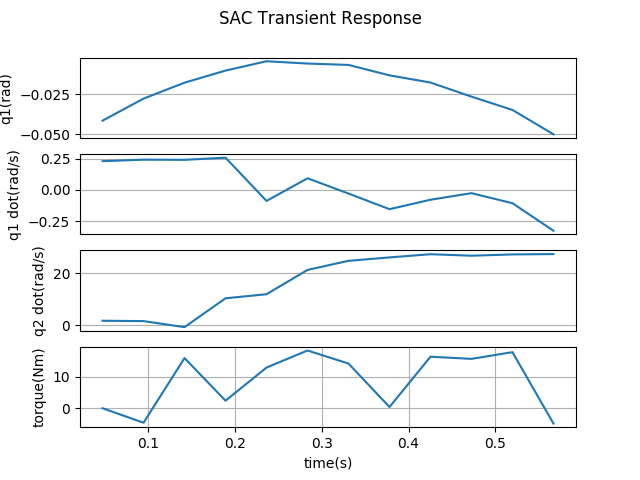 SAC Transient Response
q1(rad)
−0.025
−0.050
q1 dot(rad/s)
0.25
0.00
−0.25
q2 dot(rad/s)
20
0
torque(Nm)
10
0
0.1 0.2 0.3 0.4 0.5
time(s)